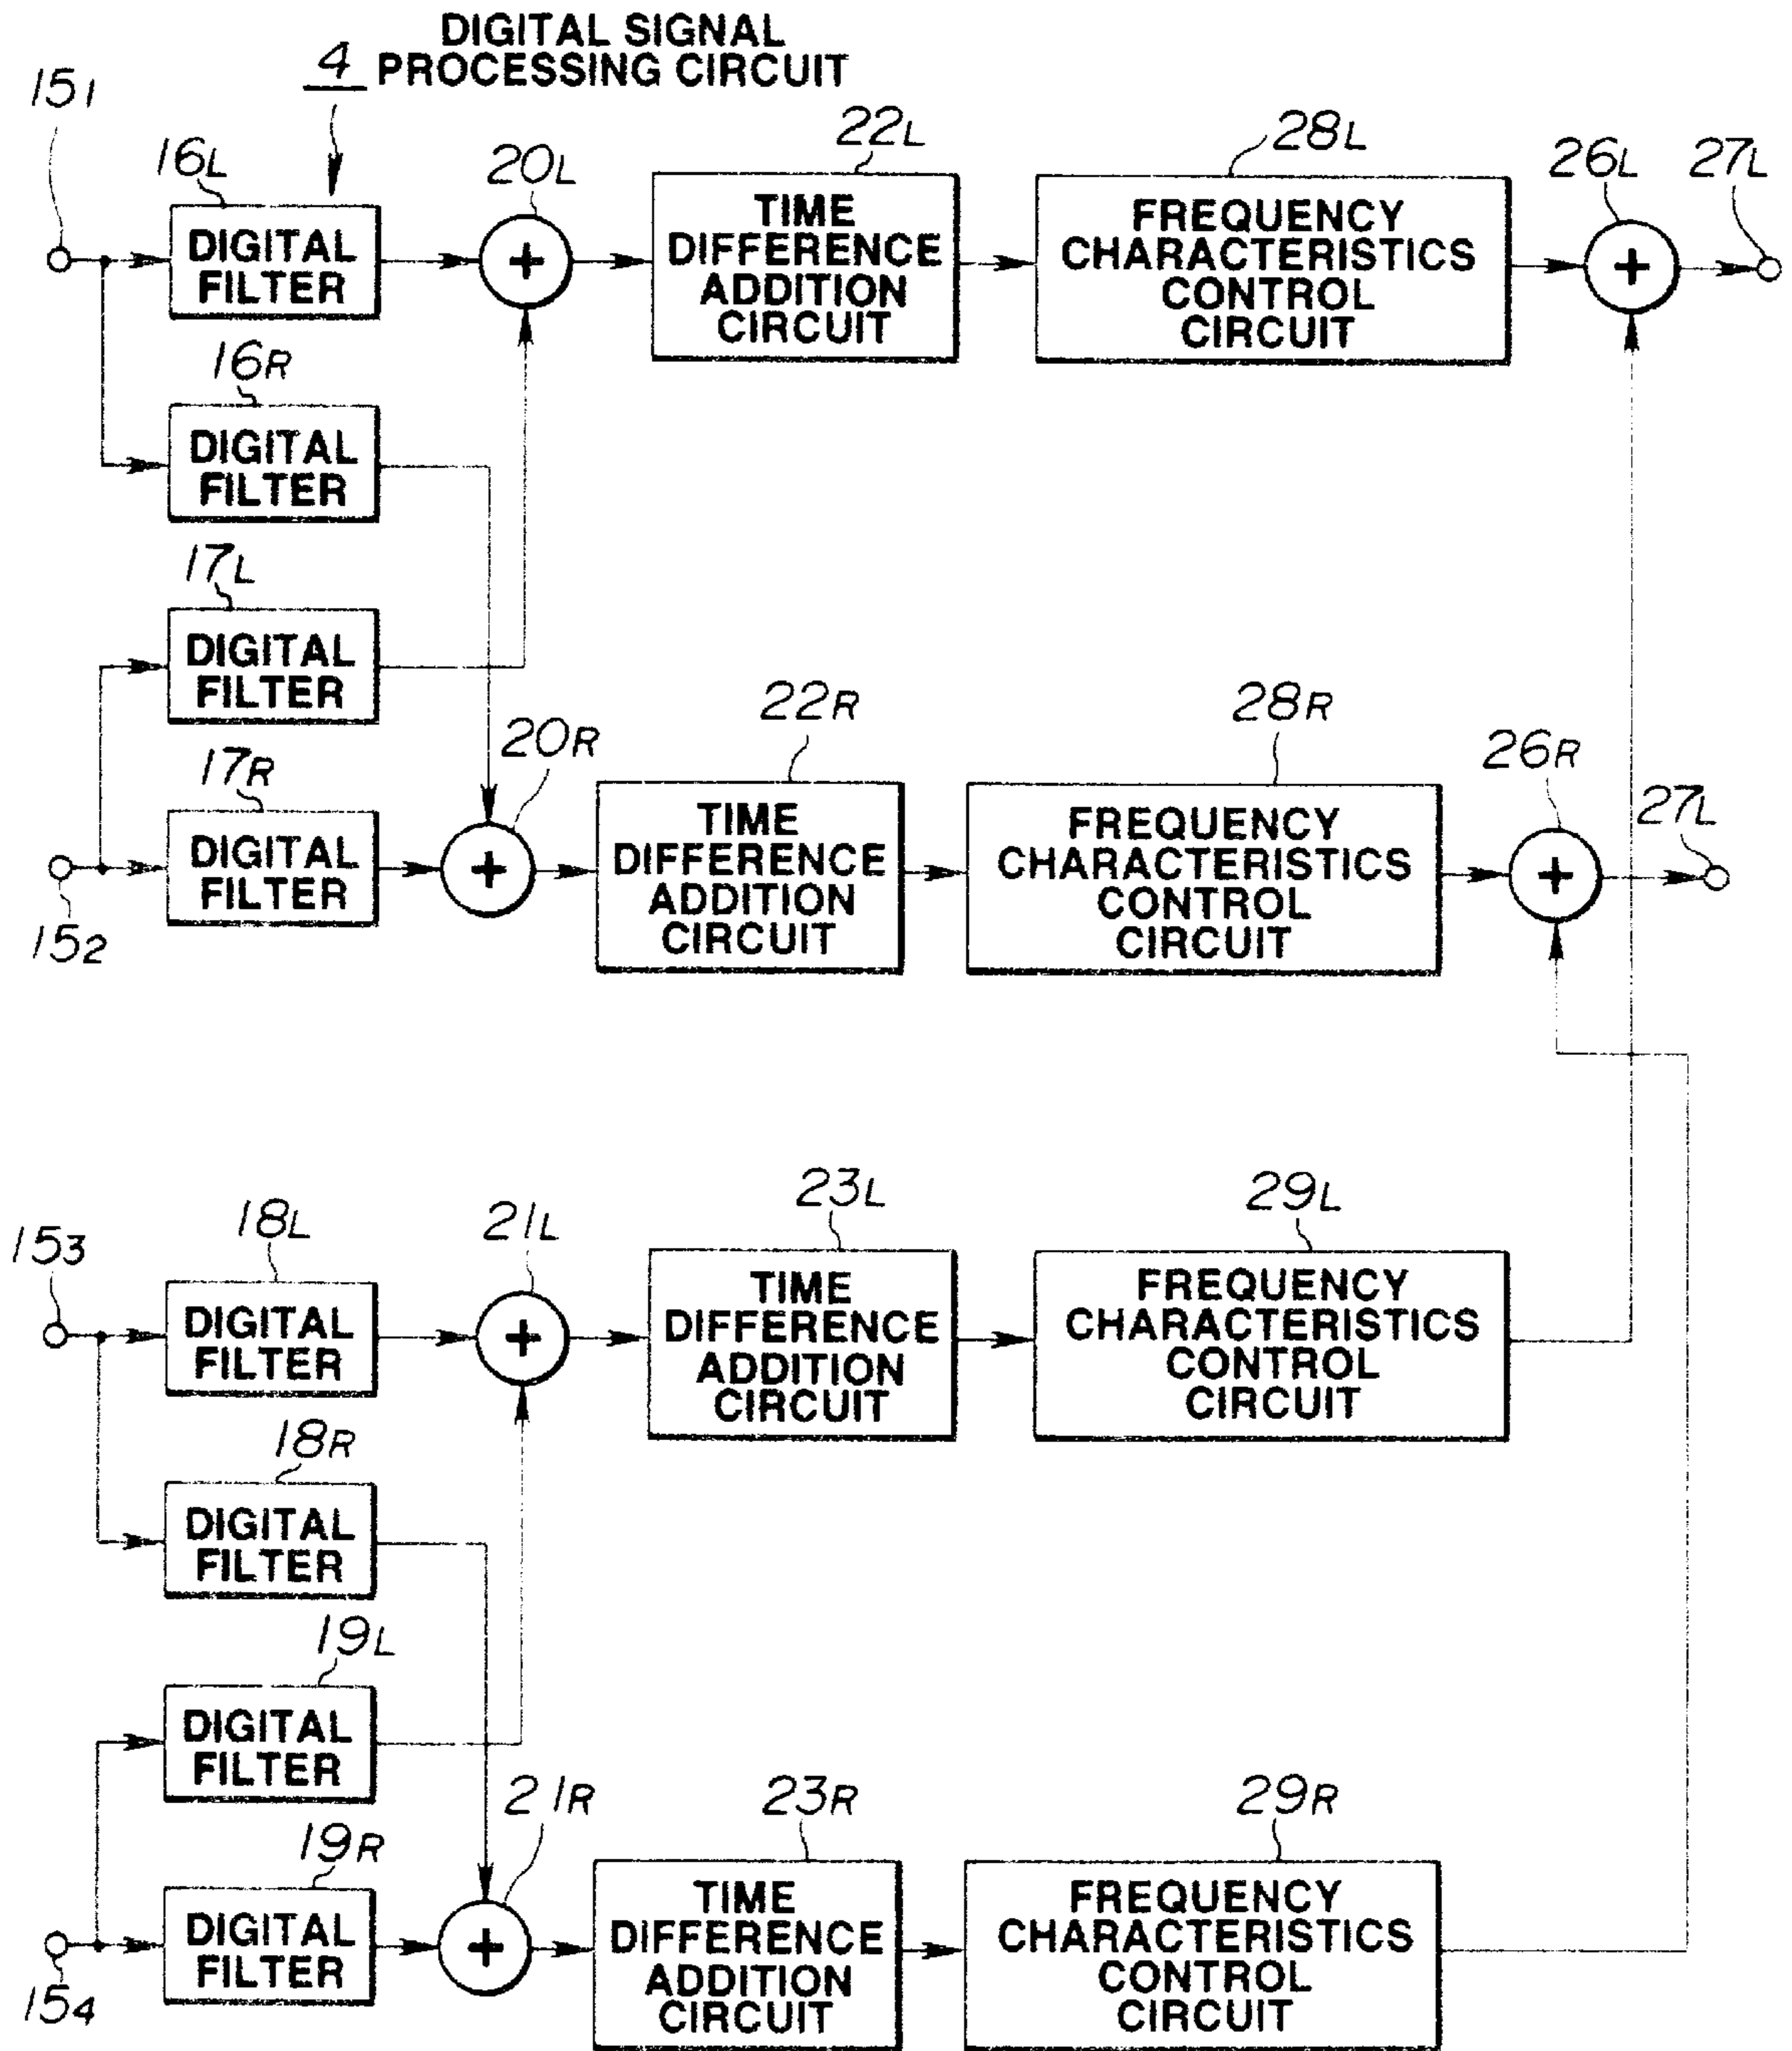 DIGITAL SIGNAL
4 PROCESSING CIRCUIT
151
16L
20L
22L
28L
26L
27L
DIGITAL
FILTER
+
TIME
DIFFERENCE
ADDITION
CIRCUIT
FREQUENCY
CHARACTERISTICS
CONTROL
CIRCUIT
+
16R
DIGITAL
FILTER
17L
DIGITAL
FILTER
17R
20R
22R
28R
26R
27L
DIGITAL
FILTER
+
TIME
DIFFERENCE
ADDITION
CIRCUIT
FREQUENCY
CHARACTERISTICS
CONTROL
CIRCUIT
+
152
153
18L
21L
23L
29L
DIGITAL
FILTER
+
TIME
DIFFERENCE
ADDITION
CIRCUIT
FREQUENCY
CHARACTERISTICS
CONTROL
CIRCUIT
18R
DIGITAL
FILTER
19L
DIGITAL
FILTER
19R
21R
23R
29R
DIGITAL
FILTER
+
TIME
DIFFERENCE
ADDITION
CIRCUIT
FREQUENCY
CHARACTERISTICS
CONTROL
CIRCUIT
154